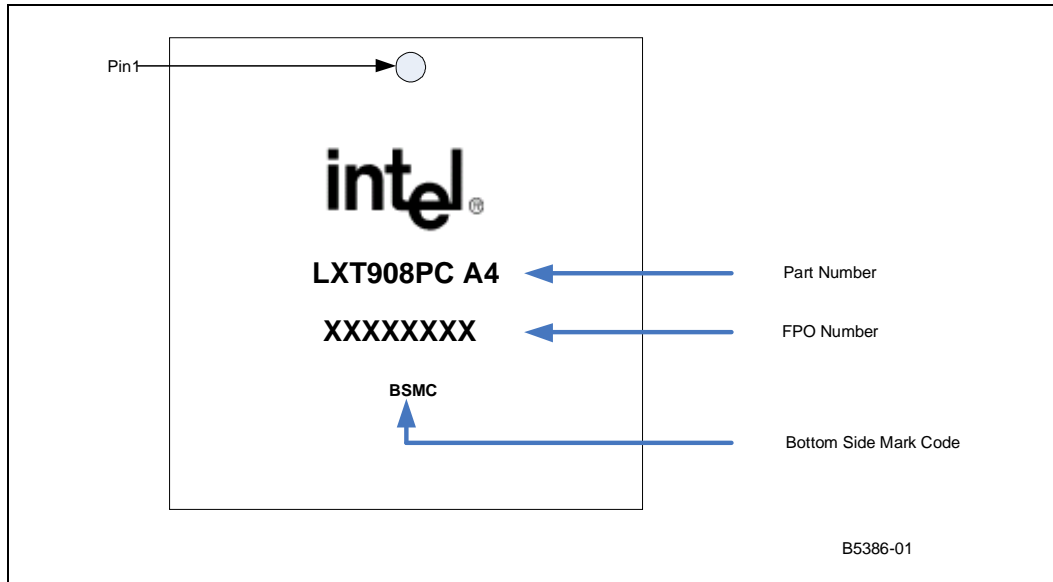 Pin1
intel®
LXT908PC A4 Part Number
XXXXXXXX FPO Number
BSMC
Bottom Side Mark Code
B5386-01